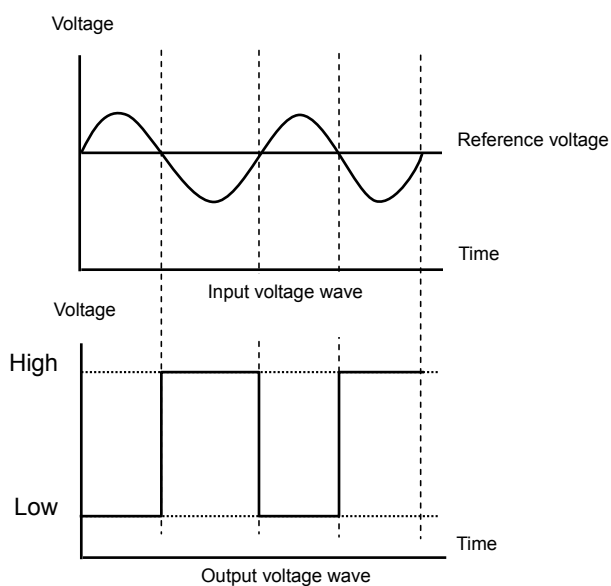 Voltage
Reference voltage
Time
Input voltage wave
Voltage
High
Low
Time
Output voltage wave